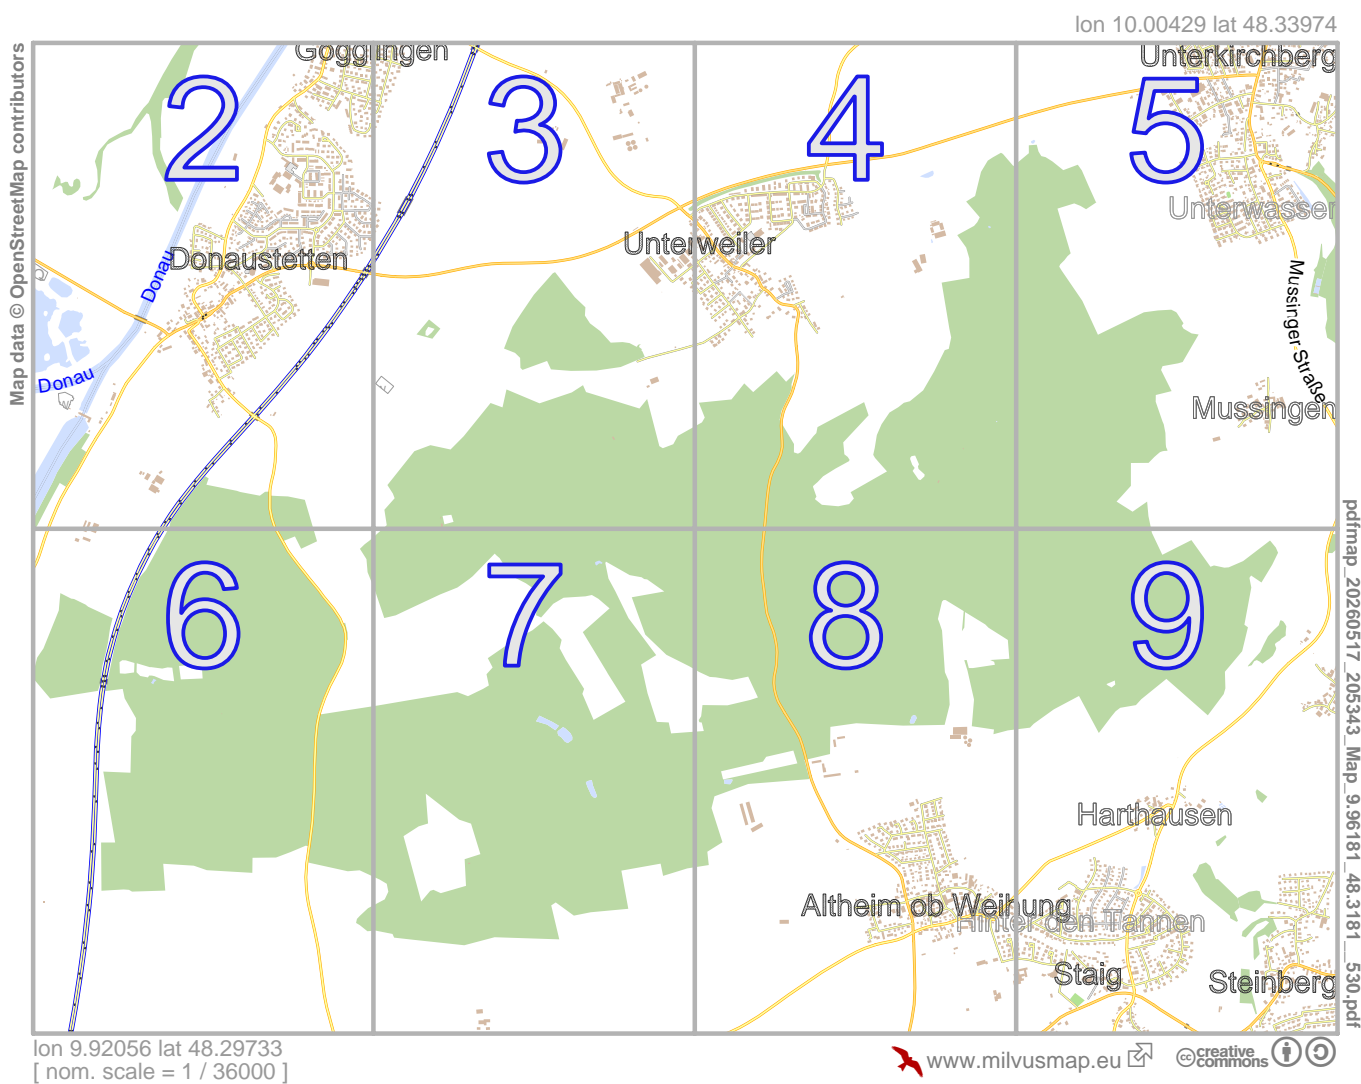 lon 10.00429 lat 48.33974
Map data © OpenStreetMap contributors
Gögglingen
Unterkirchberg
2
3
4
5
Unterwasser
Unterweiler
Donaustetten
Donau
Mussinger Straße
Donau
Mussingen
6
7
8
9
pdfmap_20260517_205343_Map_9.96181_48.3181__530.pdf
Harthausen
Altheim ob Weihung
Hinter den Tannen
Staig
Steinberg
lon 9.92056 lat 48.29733
[ nom. scale = 1 / 36000 ]
www.milvusmap.eu
cc creative commons